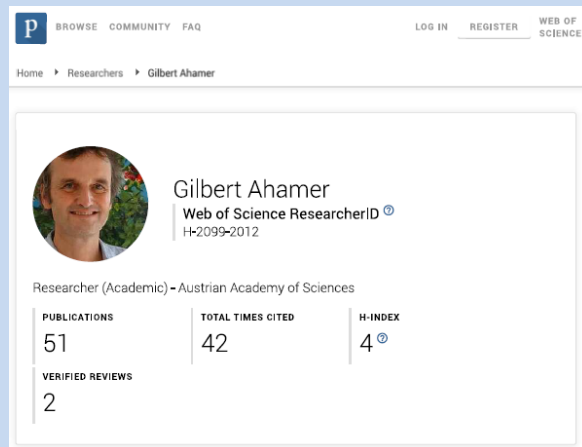 p BROWSE COMMUNITY FAQ LOG IN REGISTER WEB OF SCIENCE
Home Researchers Gilbert Ahamer
Gilbert Ahamer
Web of Science ResearcherID ?
H-2099-2012
Researcher (Academic) - Austrian Academy of Sciences
PUBLICATIONS TOTAL TIMES CITED H-INDEX
51 42 4 ?
VERIFIED REVIEWS
2